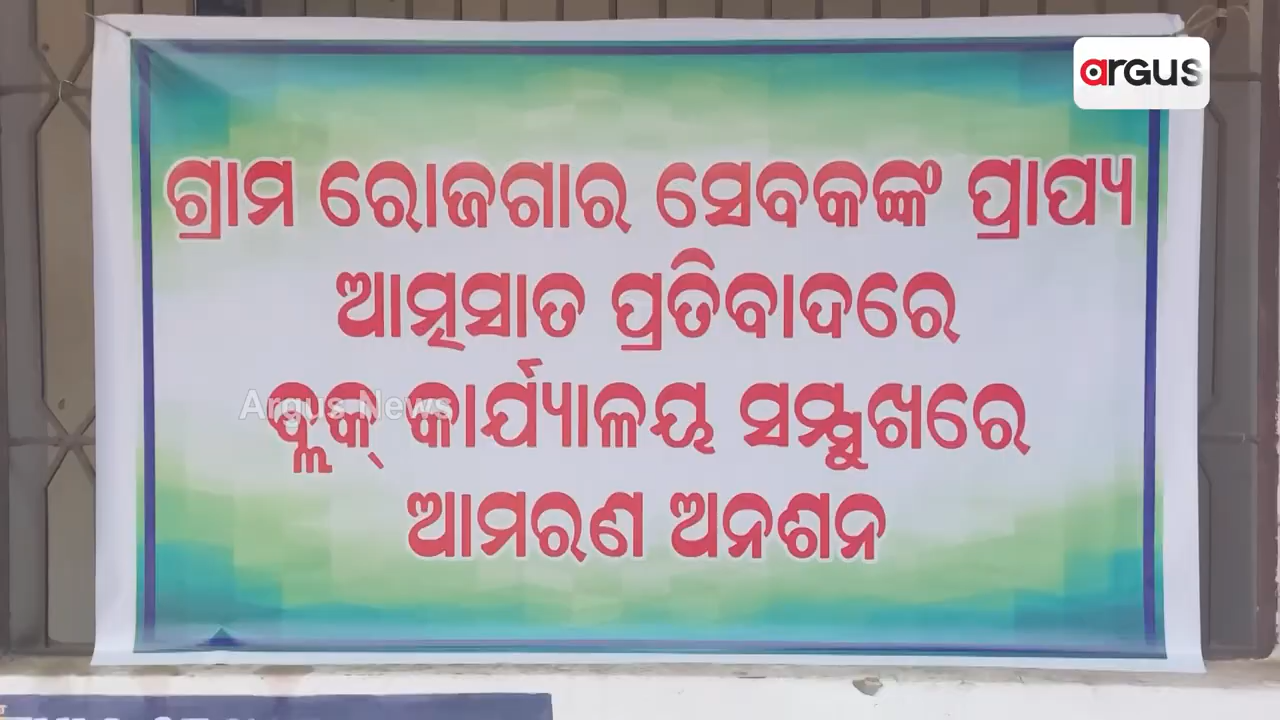 argus
ଗ୍ରାମ ରୋଜଗାର ସେବକଙ୍କ ପ୍ରାପ୍ୟ
ଆତ୍ମସାତ ପ୍ରତିବାଦରେ
ବ୍ଲକ୍ କାର୍ଯ୍ୟାଳୟ ସମ୍ମୁଖରେ
Argus News
ଆମରଣ ଅନଶନ